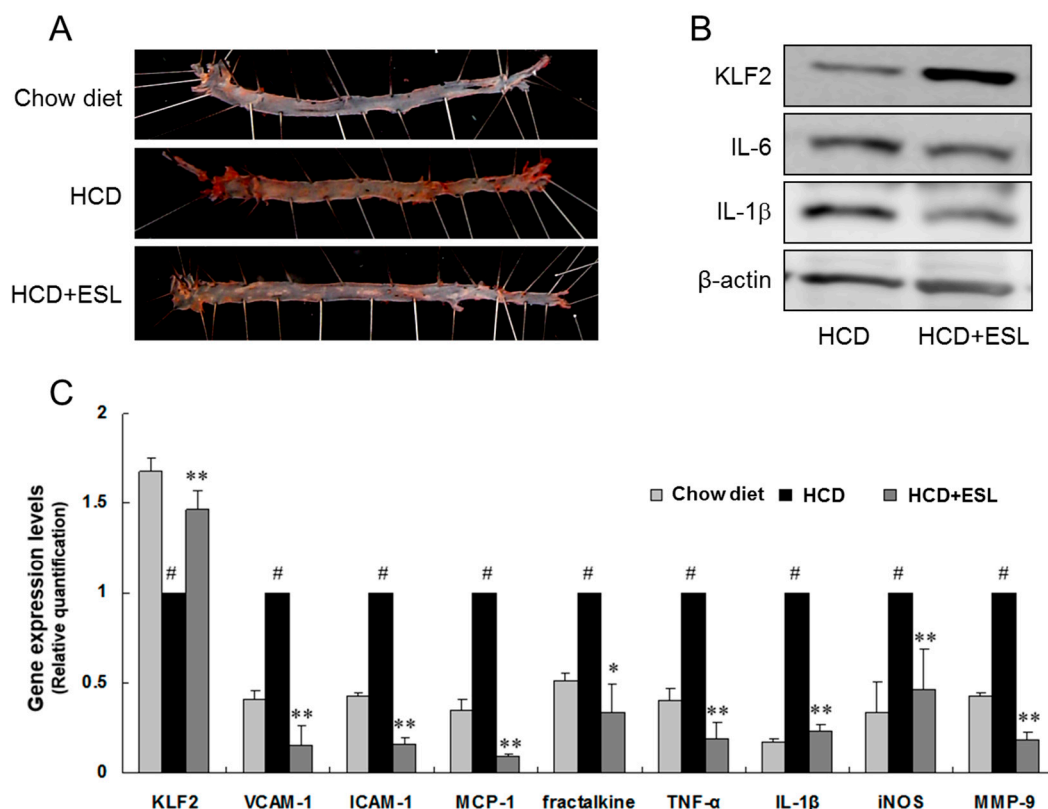 A
Chow diet
HCD
HCD+ESL
B
KLF2
IL-6
IL-1β
β-actin
HCD HCD+ESL
C
Gene expression levels
(Relative quantification)
2
1.5
1
0.5
0
Chow diet HCD HCD+ESL
**
# # # # # # # # #
** ** ** * ** ** ** **
KLF2 VCAM-1 ICAM-1 MCP-1 fractalkine TNF-α IL-1β iNOS MMP-9